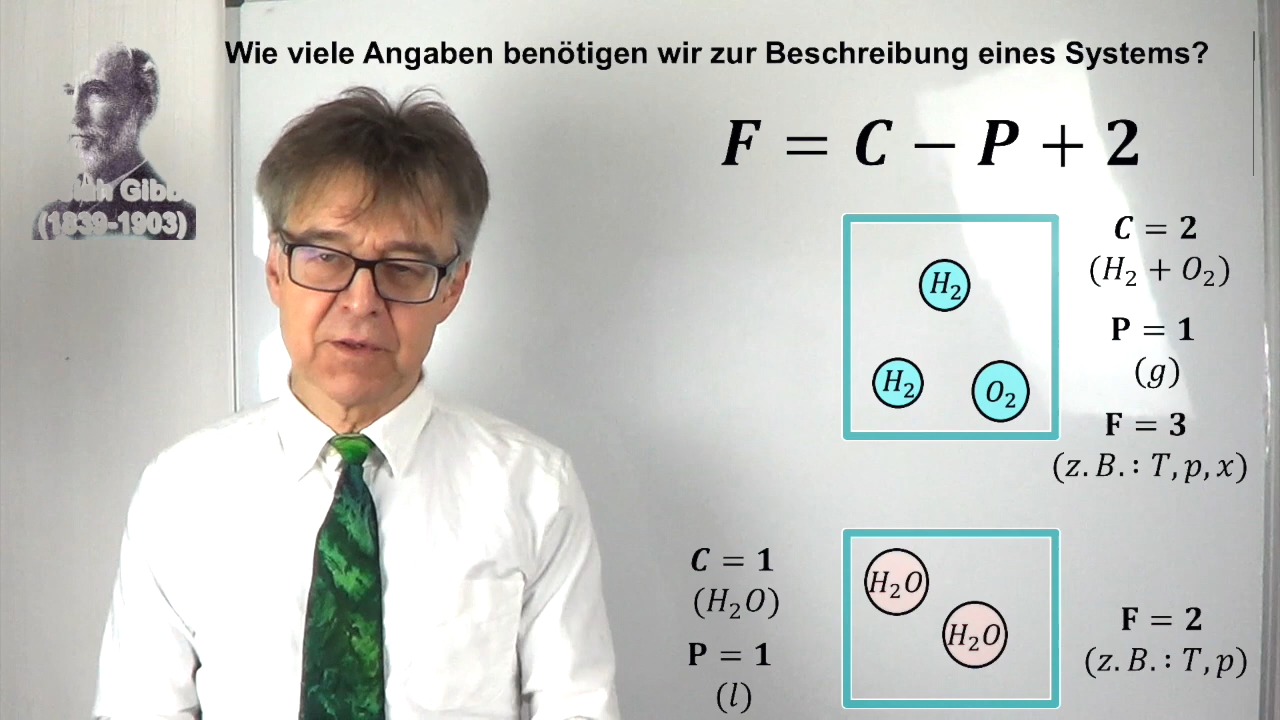 Wie viele Angaben benötigen wir zur Beschreibung eines Systems?
F = C − P + 2
Gibb
(1839-1903)
H₂
H₂
O₂
C = 2
(H₂ + O₂)
P = 1
(g)
F = 3
(z. B. : T, p, x)
C = 1
(H₂O)
P = 1
(l)
H₂O
H₂O
F = 2
(z. B. : T, p)